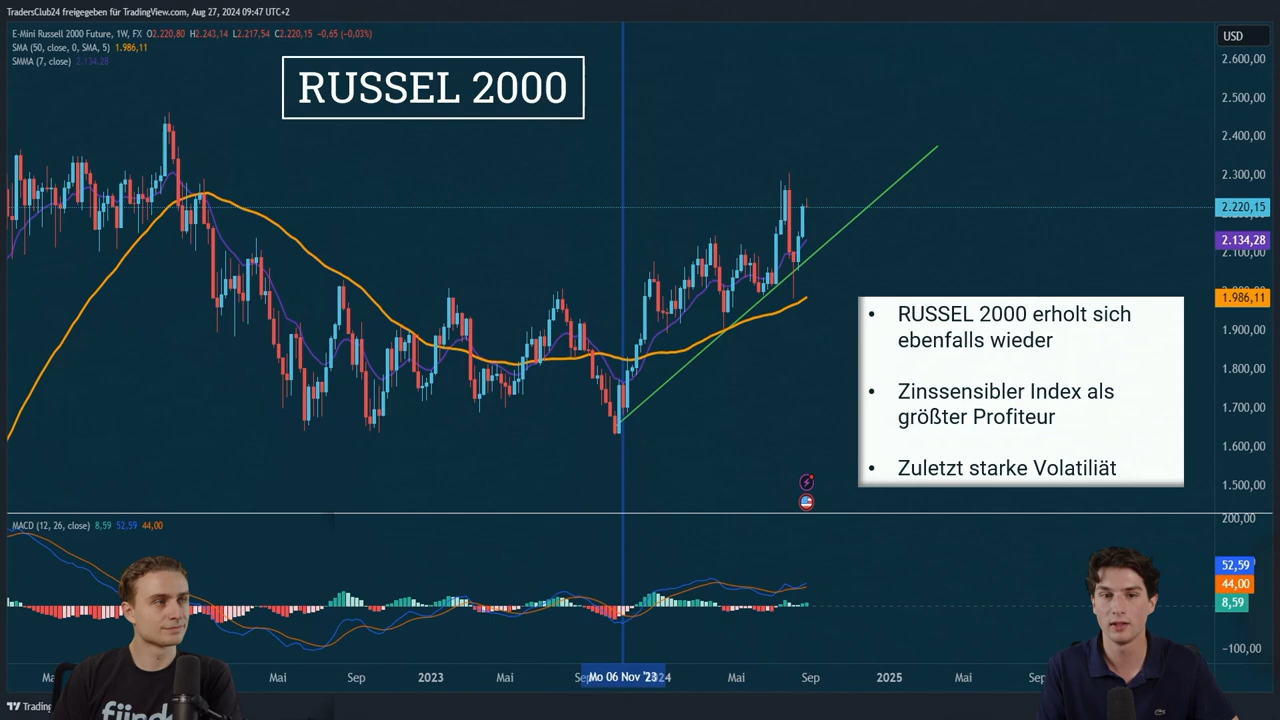 TradersClub24 freigegeben für TradingView.com, Aug 27, 2024 09:47 UTC+2
E-Mini Russell 2000 Future, 1W, FX O2.220,80 H2.243,14 L2.217,54 C2.220,15 −0,65 (−0,03%)
SMA (50, close, 0, SMA, 5) 1.986,11
SMMA (7, close) 2.134,28
RUSSEL 2000
USD
2.600,00
2.500,00
2.400,00
2.300,00
2.220,15
2.134,28
2.100,00
1.986,11
1.900,00
1.800,00
1.700,00
1.600,00
1.500,00
• RUSSEL 2000 erholt sich
ebenfalls wieder
• Zinssensibler Index als
größter Profiteur
• Zuletzt starke Volatiliät
MACD (12, 26, close) 8,59 52,59 44,00
200,00
52,59
44,00
8,59
−100,00
Mai Sep 2023 Mai Mo 06 Nov '23 Mai Sep 2025 Mai